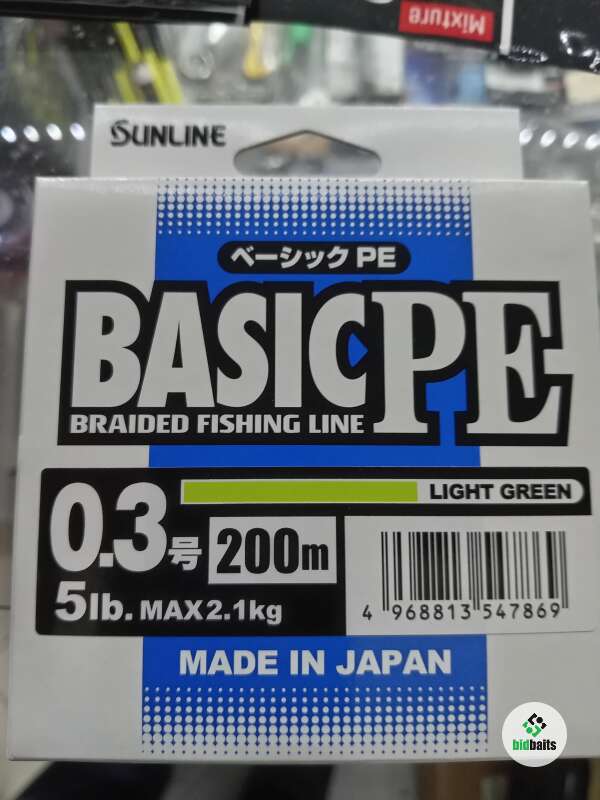 Mixture
SUNLINE
ベーシック PE
BASIC PE
BRAIDED FISHING LINE
LIGHT GREEN
0.3号 200m
5lb. MAX2.1kg
4 968813 547869
MADE IN JAPAN
bidbaits